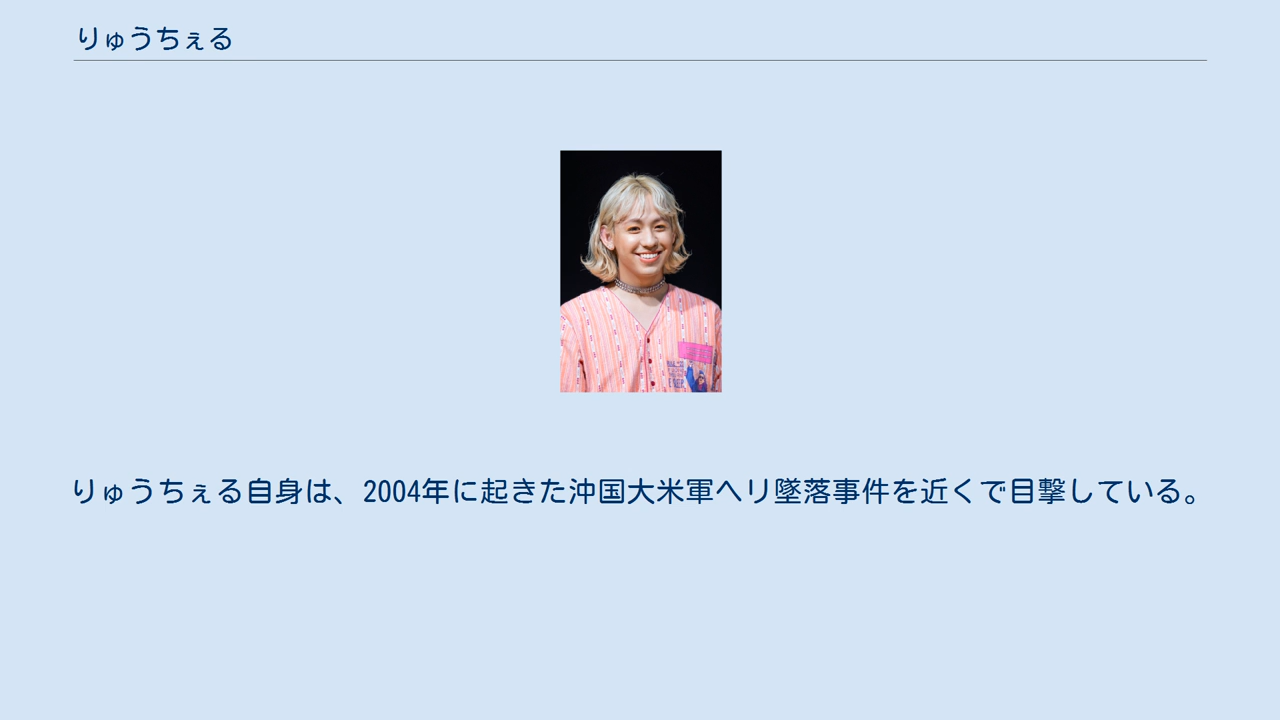 りゅうちぇる
りゅうちぇる自身は、2004年に起きた沖国大米軍ヘリ墜落事件を近くで目撃している。